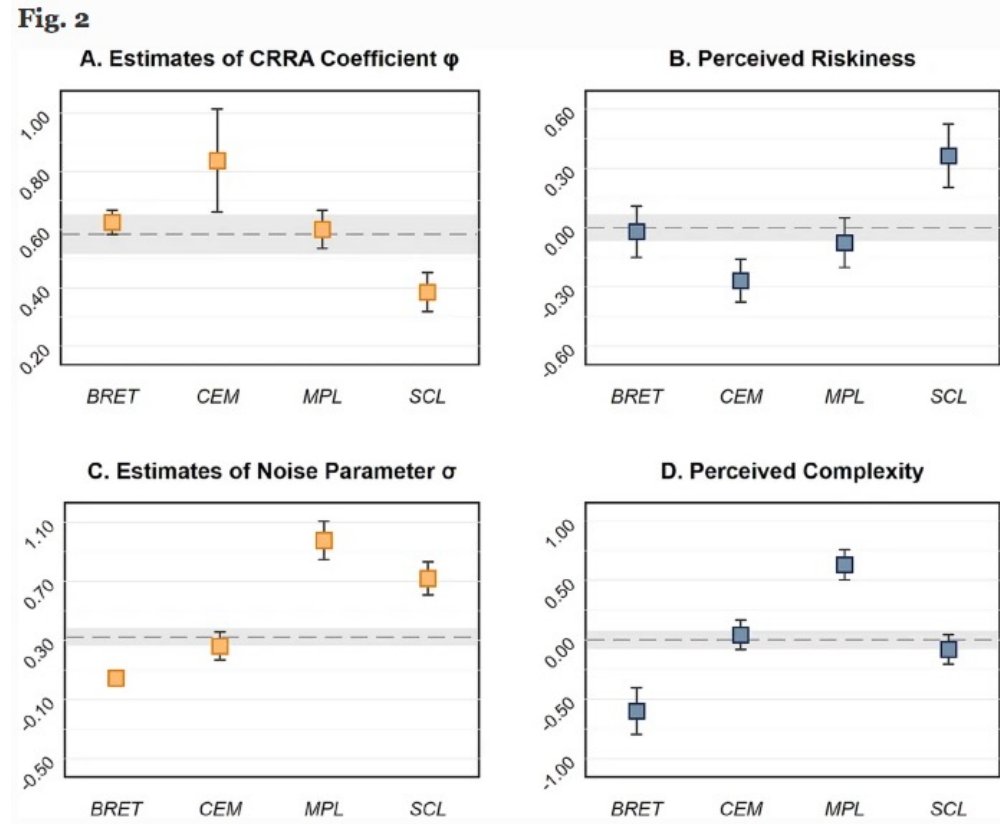 Fig. 2
A. Estimates of CRRA Coefficient φ
1.00
0.80
0.60
0.40
0.20
BRET CEM MPL SCL
B. Perceived Riskiness
0.60
0.30
0.00
-0.30
-0.60
BRET CEM MPL SCL
C. Estimates of Noise Parameter σ
1.10
0.70
0.30
-0.10
-0.50
BRET CEM MPL SCL
D. Perceived Complexity
1.00
0.50
0.00
-0.50
-1.00
BRET CEM MPL SCL